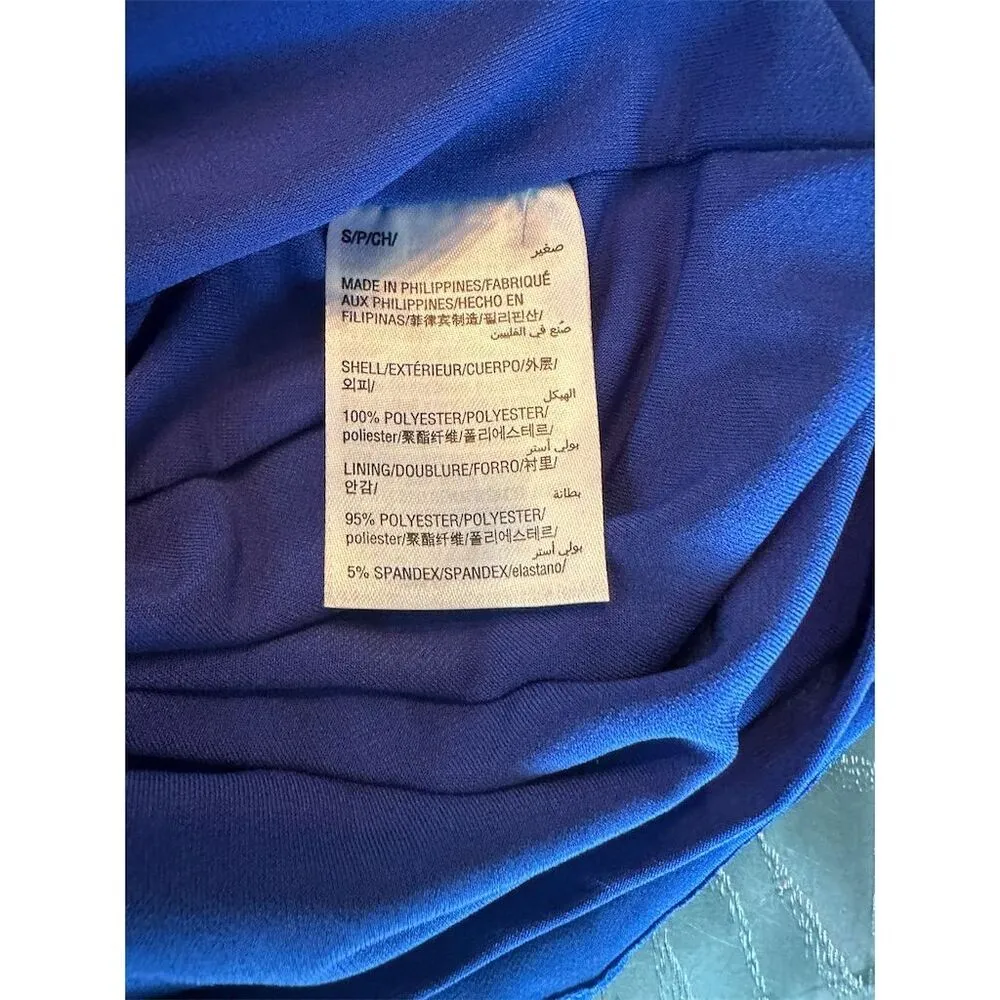 S/P/CH/
صغير
MADE IN PHILIPPINES/FABRIQUÉ
AUX PHILIPPINES/HECHO EN
FILIPINAS/菲律宾制造/필리핀산/
صُنع في الفليبين
SHELL/EXTÉRIEUR/CUERPO/外层/
외피/
الهيكل
100% POLYESTER/POLYESTER/
poliester/聚酯纤维/폴리에스테르/
بولي أستر
LINING/DOUBLURE/FORRO/衬里/
안감/
بطانة
95% POLYESTER/POLYESTER/
poliester/聚酯纤维/폴리에스테르/
بولي أستر
5% SPANDEX/SPANDEX/elastano/